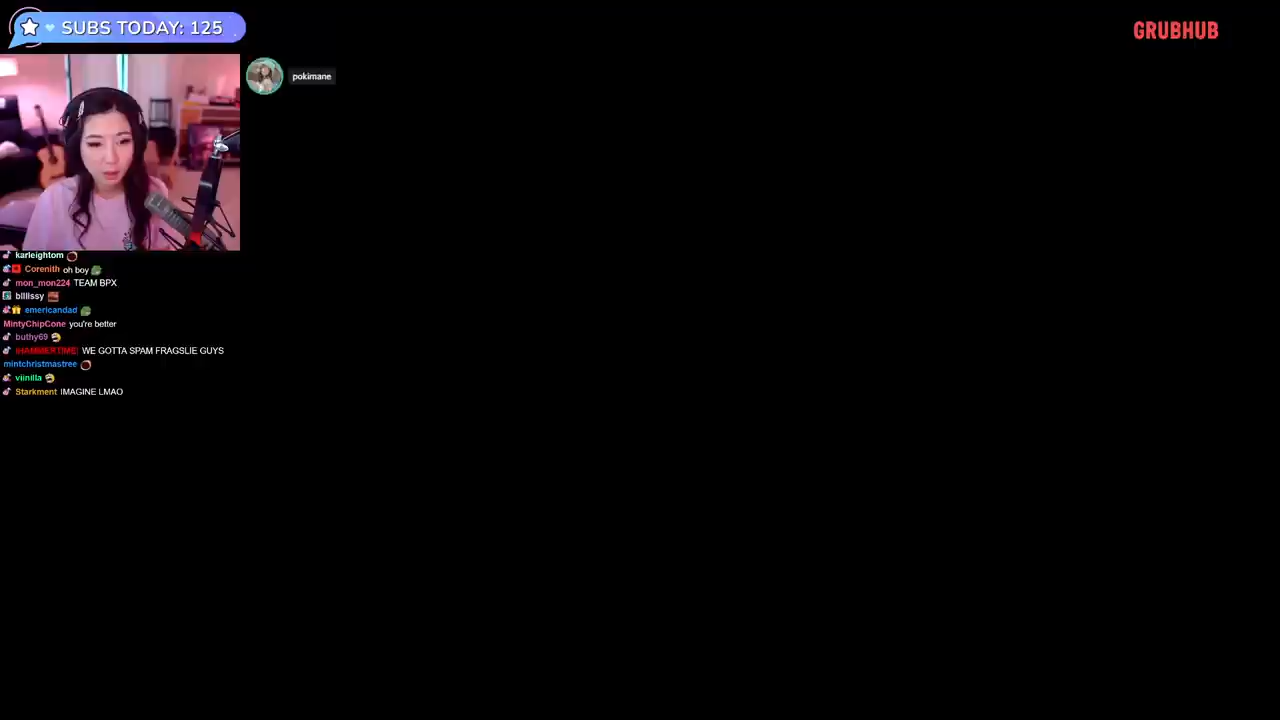 SUBS TODAY: 125
GRUBHUB
pokimane
karleightom
Corenith oh boy
mon_mon224 TEAM BPX
blllissy
emericandad
MintyChipCone you're better
buthy69
WE GOTTA SPAM FRAGSLIE GUYS
mintchristmastree
viinilla
Starkment IMAGINE LMAO